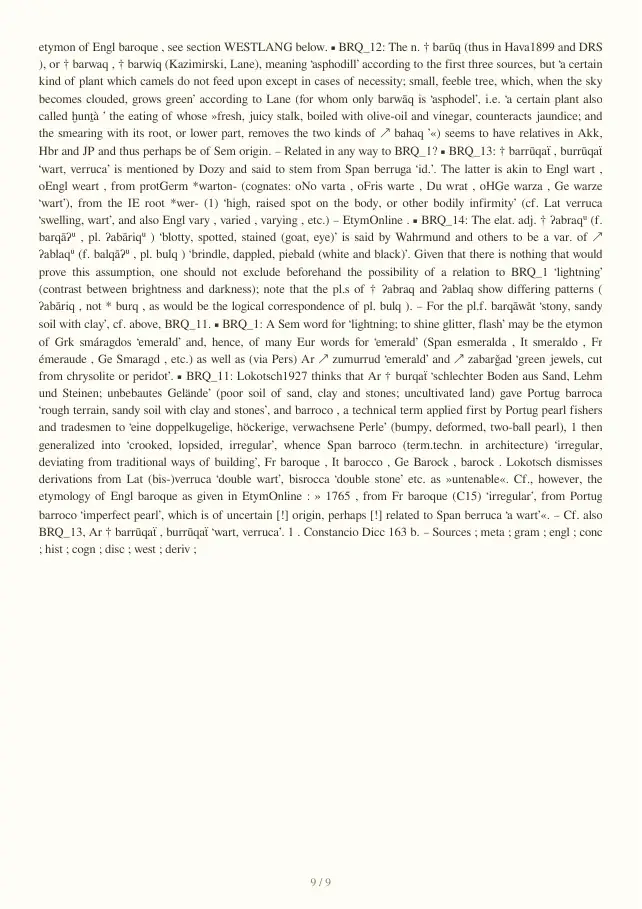 etymon of Engl baroque , see section WESTLANG below. ▪ BRQ_12: The n. † barūq (thus in Hava1899 and DRS
), or † barwaq , † barwiq (Kazimirski, Lane), meaning ‘asphodill’ according to the first three sources, but ‘a certain
kind of plant which camels do not feed upon except in cases of necessity; small, feeble tree, which, when the sky
becomes clouded, grows green’ according to Lane (for whom only barwāq is ‘asphodel’, i.e. ‘a certain plant also
called ḫunṯà ’ the eating of whose »fresh, juicy stalk, boiled with olive-oil and vinegar, counteracts jaundice; and
the smearing with its root, or lower part, removes the two kinds of ↗ bahaq ’«) seems to have relatives in Akk,
Hbr and JP and thus perhaps be of Sem origin. – Related in any way to BRQ_1? ▪ BRQ_13: † barrūqaẗ , burrūqaẗ
‘wart, verruca’ is mentioned by Dozy and said to stem from Span berruga ‘id.’. The latter is akin to Engl wart ,
oEngl weart , from protGerm *warton- (cognates: oNo varta , oFris warte , Du wrat , oHGe warza , Ge warze
‘wart’), from the IE root *wer- (1) ‘high, raised spot on the body, or other bodily infirmity’ (cf. Lat verruca
‘swelling, wart’, and also Engl vary , varied , varying , etc.) – EtymOnline . ▪ BRQ_14: The elat. adj. † ʔabraqᵘ (f.
barqāʔᵘ , pl. ʔabāriqᵘ ) ‘blotty, spotted, stained (goat, eye)’ is said by Wahrmund and others to be a var. of ↗
ʔablaqᵘ (f. balqāʔᵘ , pl. bulq ) ‘brindle, dappled, piebald (white and black)’. Given that there is nothing that would
prove this assumption, one should not exclude beforehand the possibility of a relation to BRQ_1 ‘lightning’
(contrast between brightness and darkness); note that the pl.s of † ʔabraq and ʔablaq show differing patterns (
ʔabāriq , not * burq , as would be the logical correspondence of pl. bulq ). – For the pl.f. barqāwāt ‘stony, sandy
soil with clay’, cf. above, BRQ_11. ▪ BRQ_1: A Sem word for ‘lightning; to shine glitter, flash’ may be the etymon
of Grk smáragdos ‘emerald’ and, hence, of many Eur words for ‘emerald’ (Span esmeralda , It smeraldo , Fr
émeraude , Ge Smaragd , etc.) as well as (via Pers) Ar ↗ zumurrud ‘emerald’ and ↗ zabarǧad ‘green jewels, cut
from chrysolite or peridot’. ▪ BRQ_11: Lokotsch1927 thinks that Ar † burqaẗ ‘schlechter Boden aus Sand, Lehm
und Steinen; unbebautes Gelände’ (poor soil of sand, clay and stones; uncultivated land) gave Portug barroca
‘rough terrain, sandy soil with clay and stones’, and barroco , a technical term applied first by Portug pearl fishers
and tradesmen to ‘eine doppelkugelige, höckerige, verwachsene Perle’ (bumpy, deformed, two-ball pearl), 1 then
generalized into ‘crooked, lopsided, irregular’, whence Span barroco (term.techn. in architecture) ‘irregular,
deviating from traditional ways of building’, Fr baroque , It barocco , Ge Barock , barock . Lokotsch dismisses
derivations from Lat (bis-)verruca ‘double wart’, bisrocca ‘double stone’ etc. as »untenable«. Cf., however, the
etymology of Engl baroque as given in EtymOnline : » 1765 , from Fr baroque (C15) ‘irregular’, from Portug
barroco ‘imperfect pearl’, which is of uncertain [!] origin, perhaps [!] related to Span berruca ‘a wart’«. – Cf. also
BRQ_13, Ar † barrūqaẗ , burrūqaẗ ‘wart, verruca’. 1 . Constancio Dicc 163 b. – Sources ; meta ; gram ; engl ; conc
; hist ; cogn ; disc ; west ; deriv ;
9 / 9